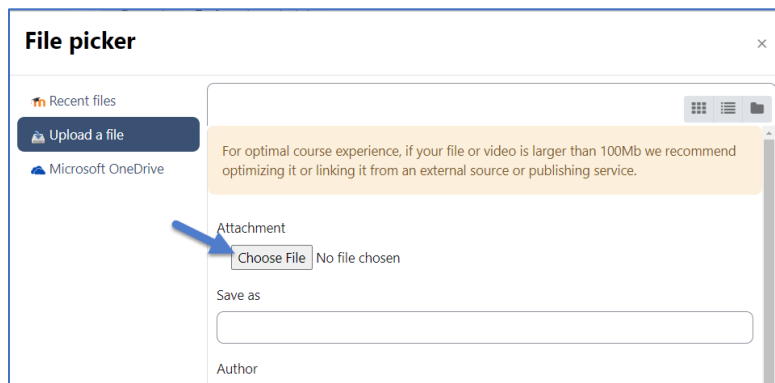 File picker
×
Recent files
Upload a file
Microsoft OneDrive
For optimal course experience, if your file or video is larger than 100Mb we recommend
optimizing it or linking it from an external source or publishing service.
Attachment
Choose File No file chosen
Save as
Author